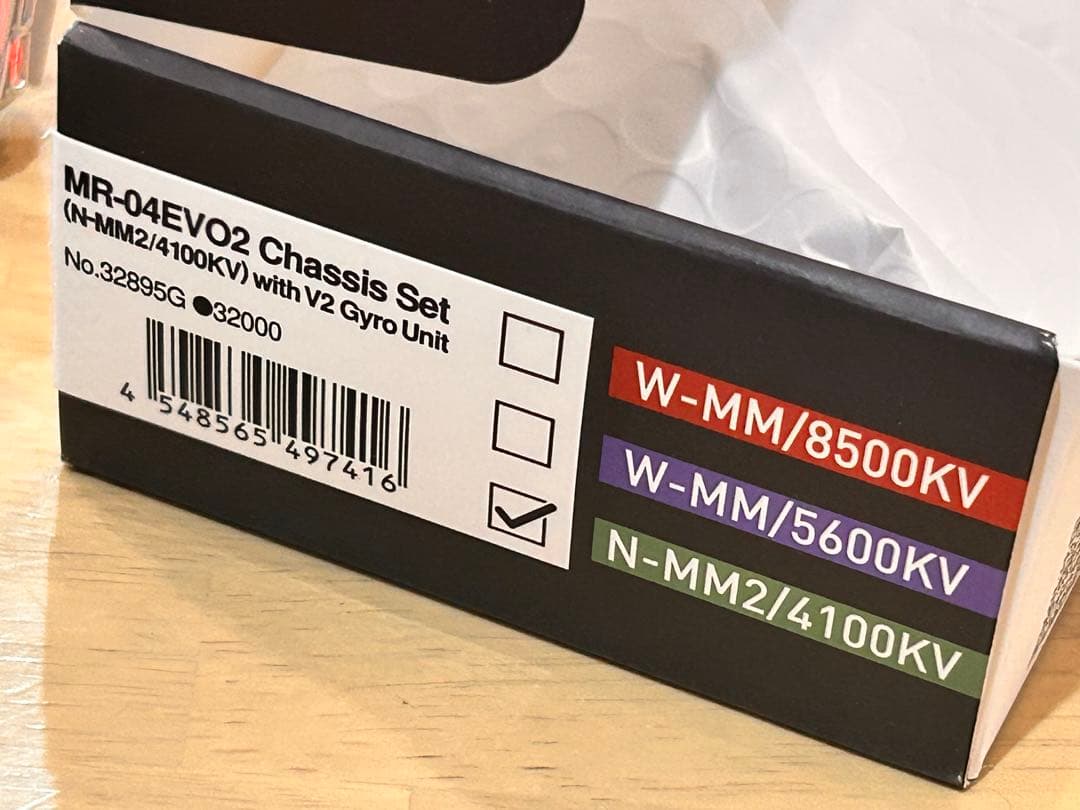 MR-04EVO2 Chassis Set
(N-MM2/4100KV) with V2 Gyro Unit
No.32895G ●32000
4 548565 497416
W-MM/8500KV
W-MM/5600KV
N-MM2/4100KV